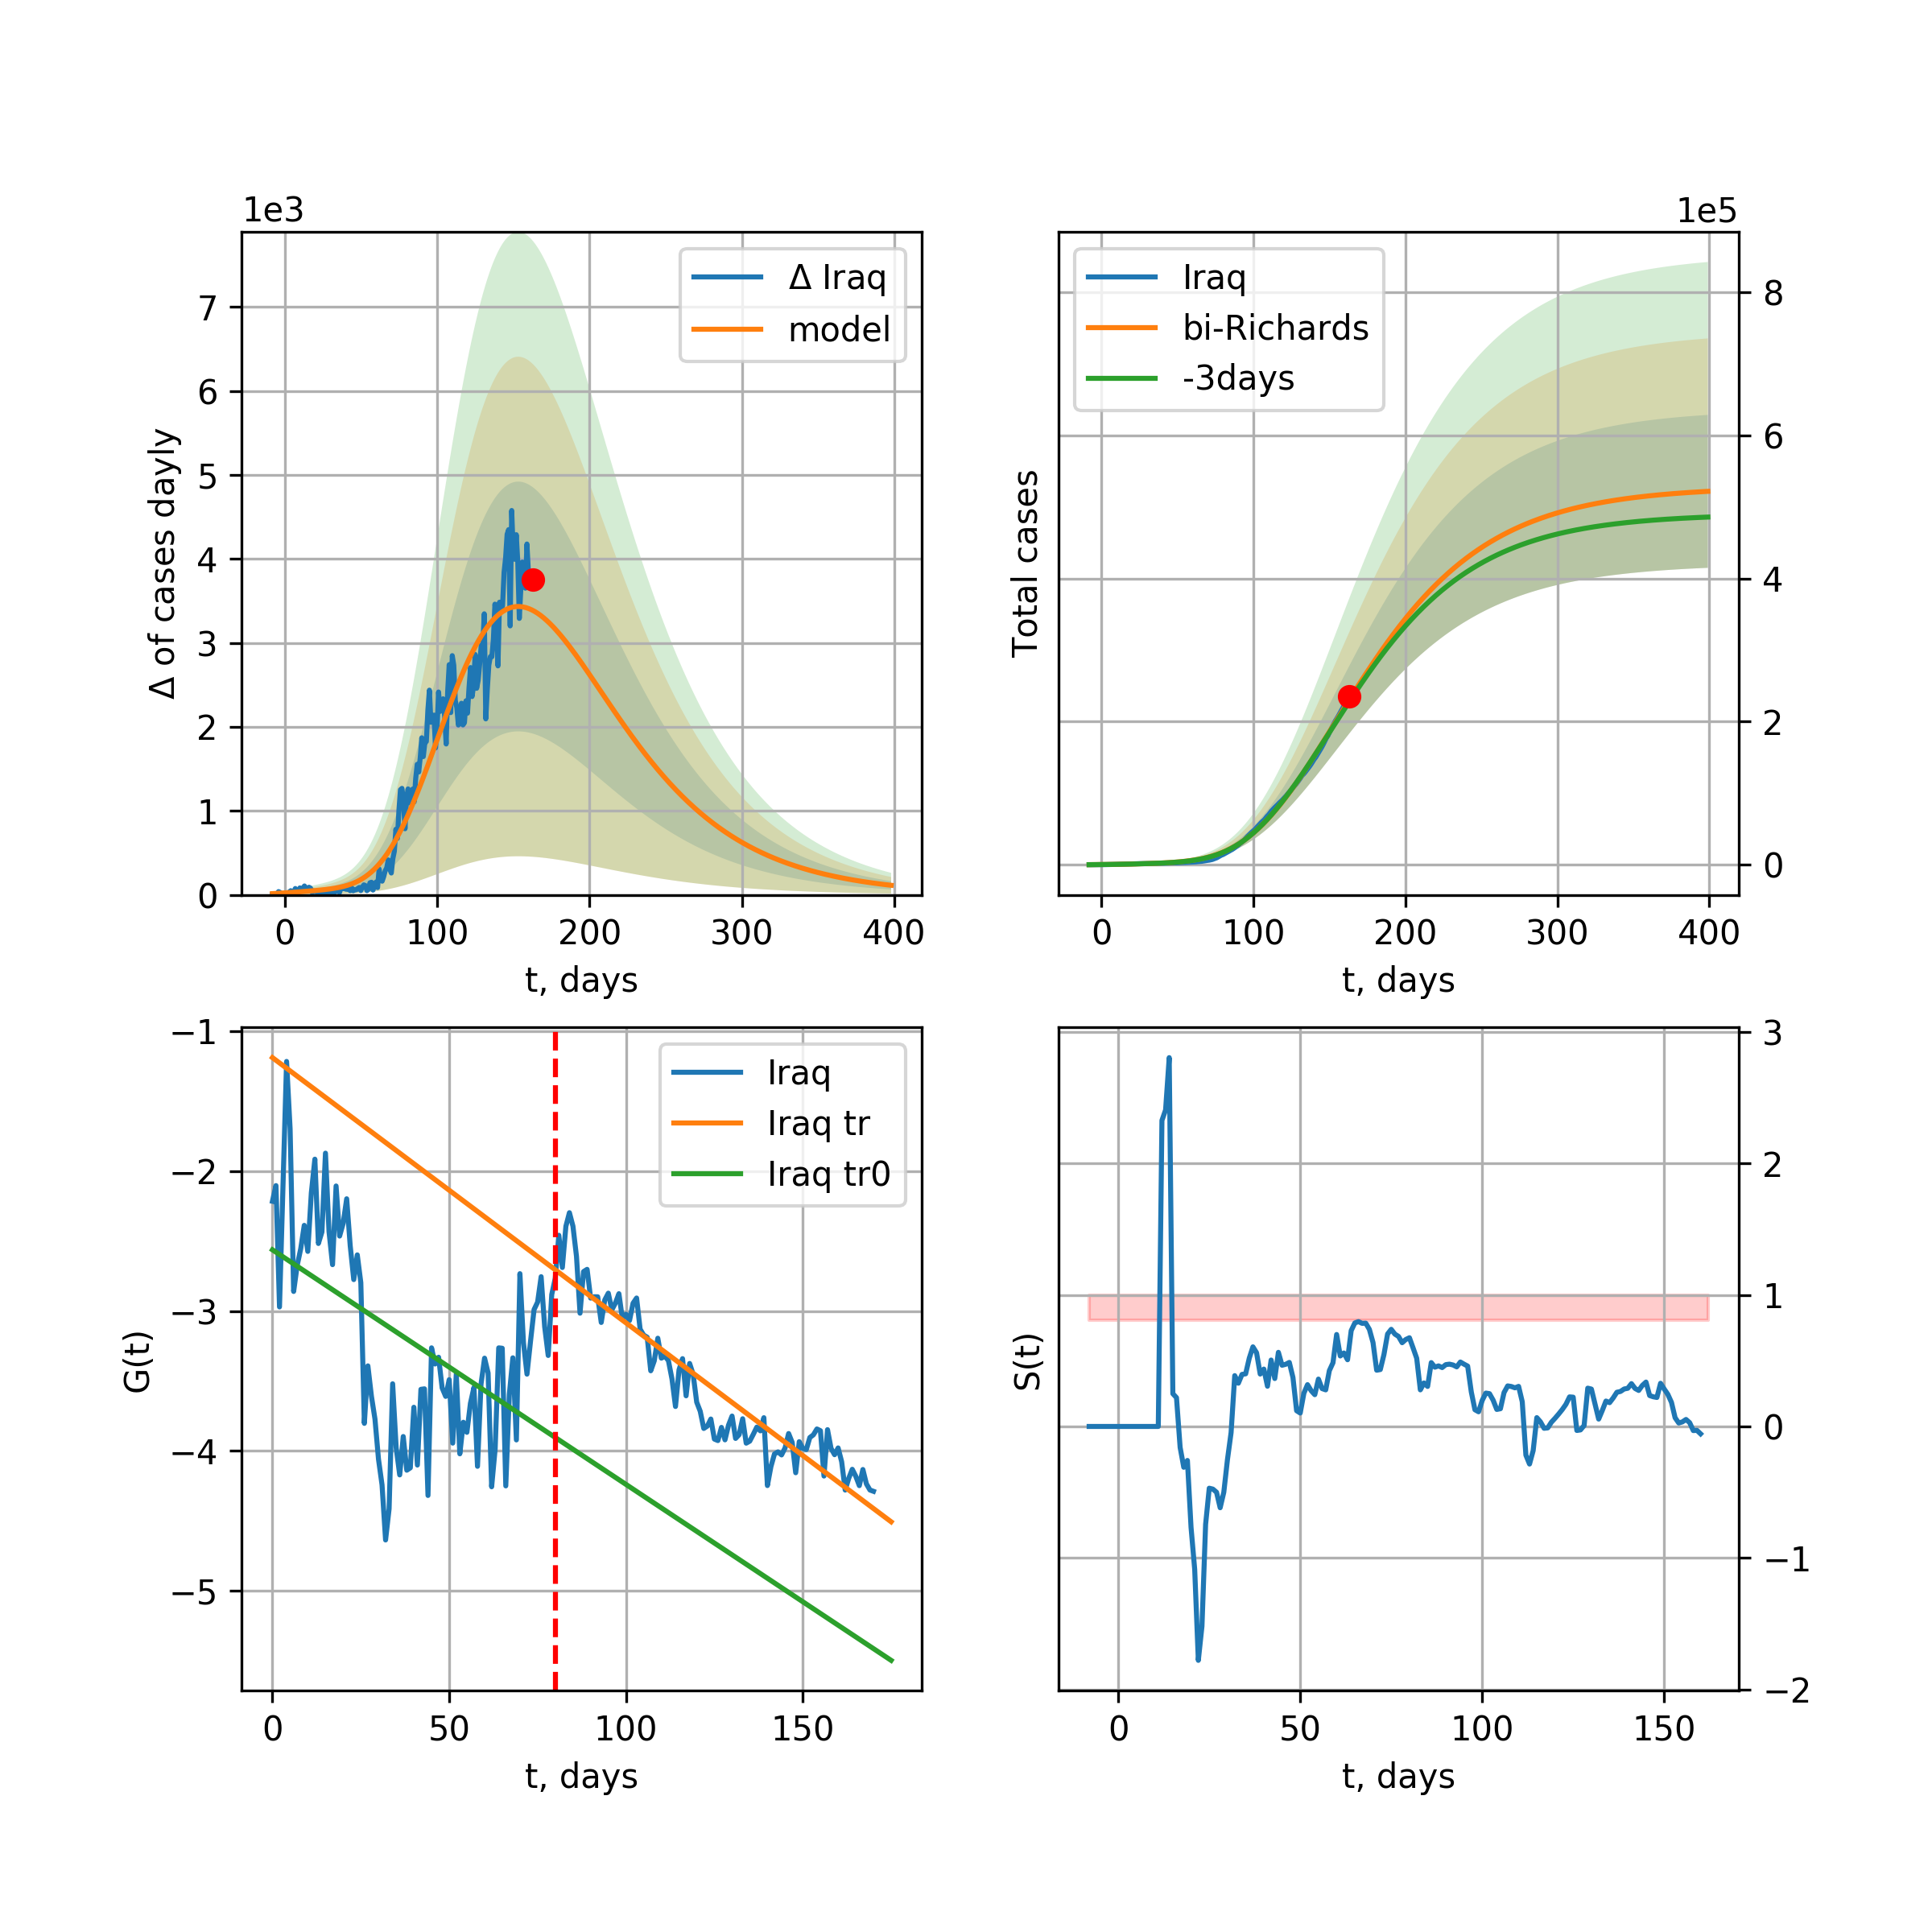 1e3
Δ of cases dayly
7
6
5
4
3
2
1
0
0 100 200 300 400
t, days
Δ Iraq
model
1e5
Total cases
8
6
4
2
0
0 100 200 300 400
t, days
Iraq
bi-Richards
-3days
G(t)
−1
−2
−3
−4
−5
0 50 100 150
t, days
Iraq
Iraq tr
Iraq tr0
S(t)
3
2
1
0
−1
−2
0 50 100 150
t, days